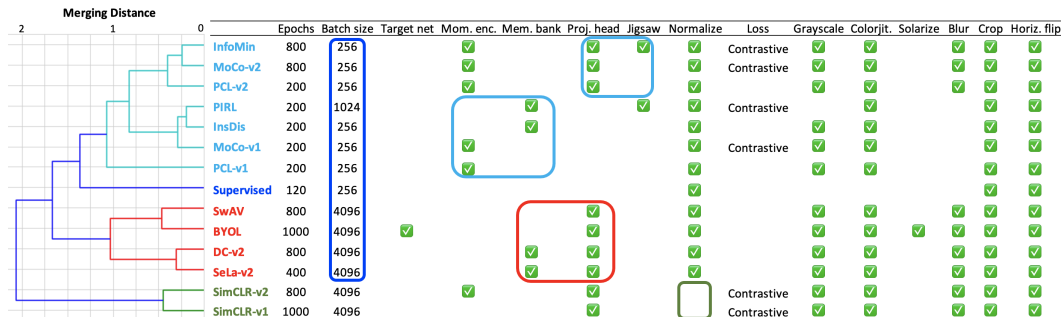 Merging Distance
2 1 0 Epochs Batch size Target net Mom. enc. Mem. bank Proj. head Jigsaw Normalize Loss Grayscale Colorjit. Solarize Blur Crop Horiz. flip
InfoMin 800 256 ✅ ✅ ✅ ✅ Contrastive ✅ ✅ ✅ ✅ ✅
MoCo-v2 800 256 ✅ ✅ ✅ Contrastive ✅ ✅ ✅ ✅ ✅
PCL-v2 200 256 ✅ ✅ ✅ ✅ ✅ ✅ ✅ ✅
PIRL 200 1024 ✅ ✅ ✅ Contrastive ✅ ✅ ✅
InsDis 200 256 ✅ ✅ ✅ ✅ ✅ ✅
MoCo-v1 200 256 ✅ ✅ Contrastive ✅ ✅ ✅ ✅
PCL-v1 200 256 ✅ ✅ ✅ ✅ ✅ ✅
Supervised 120 256 ✅ ✅ ✅
SwAV 800 4096 ✅ ✅ ✅ ✅ ✅ ✅ ✅
BYOL 1000 4096 ✅ ✅ ✅ ✅ ✅ ✅ ✅ ✅ ✅
DC-v2 800 4096 ✅ ✅ ✅ ✅ ✅ ✅ ✅ ✅
SeLa-v2 400 4096 ✅ ✅ ✅ ✅ ✅ ✅ ✅ ✅
SimCLR-v2 800 4096 ✅ ✅ Contrastive ✅ ✅ ✅ ✅ ✅
SimCLR-v1 1000 4096 ✅ Contrastive ✅ ✅ ✅ ✅ ✅